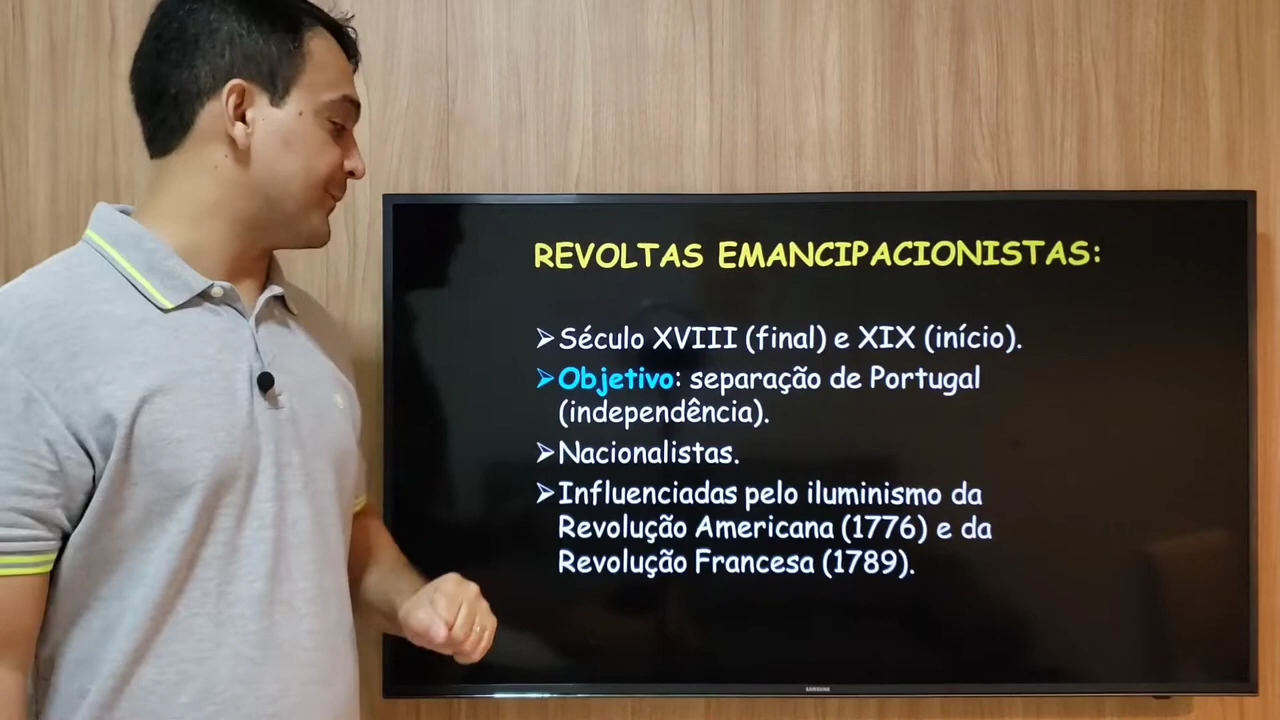 REVOLTAS EMANCIPACIONISTAS:
➢Século XVIII (final) e XIX (início).
➢Objetivo: separação de Portugal
(independência).
➢Nacionalistas.
➢Influenciadas pelo iluminismo da
Revolução Americana (1776) e da
Revolução Francesa (1789).
SAMSUNG